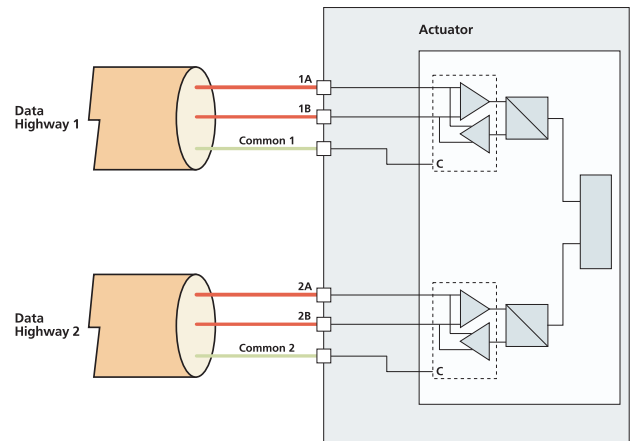 Actuator
Data
Highway 1
1A
1B
Common 1
C
Data
Highway 2
2A
2B
Common 2
C